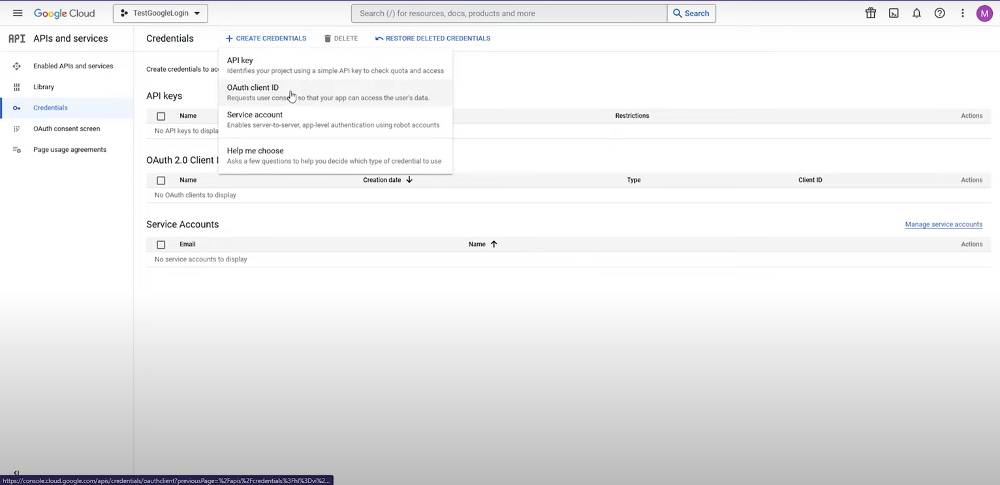 Google Cloud
TestGoogleLogin
Search (/) for resources, docs, products and more
Search
M
API APIs and services
Enabled APIs and services
Library
Credentials
OAuth consent screen
Page usage agreements
Credentials
+ CREATE CREDENTIALS
DELETE
RESTORE DELETED CREDENTIALS
Create credentials to
API key
Identifies your project using a simple API key to check quota and access
OAuth client ID
Requests user so that your app can access the user's data.
Service account
Enables server-to-server, app-level authentication using robot accounts
Help me choose
Asks a few questions to help you decide which type of credential to use
API keys
Name Restrictions Actions
No API keys to
OAuth 2.0 Client
Name Creation date Type Client ID Actions
No OAuth clients to display
Service Accounts
Manage service accounts
Email Name Actions
No service accounts to display
https://console.cloud.google.com/apis/credentials/oauthclient?previousPage=%2Fapis%2Fcredentials%3Fhl%3Dvi%2...